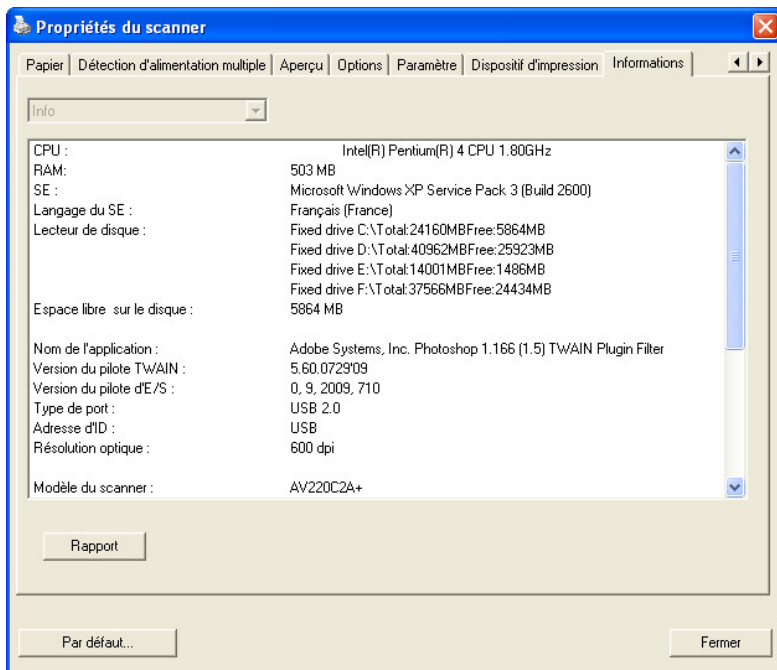 Propriétés du scanner
Papier Détection d'alimentation multiple Aperçu Options Paramètre Dispositif d'impression Informations
Info
CPU : Intel(R) Pentium(R) 4 CPU 1.80GHz
RAM: 503 MB
SE : Microsoft Windows XP Service Pack 3 (Build 2600)
Langage du SE : Français (France)
Lecteur de disque : Fixed drive C:\Total:24160MBFree:5864MB
Fixed drive D:\Total:40962MBFree:25923MB
Fixed drive E:\Total:14001MBFree:1486MB
Fixed drive F:\Total:37566MBFree:24434MB
Espace libre sur le disque : 5864 MB
Nom de l'application : Adobe Systems, Inc. Photoshop 1.166 (1.5) TWAIN Plugin Filter
Version du pilote TWAIN : 5.60.0729'09
Version du pilote d'E/S : 0, 9, 2009, 710
Type de port : USB 2.0
Adresse d'ID : USB
Résolution optique : 600 dpi
Modèle du scanner : AV220C2A+
Rapport
Par défaut... Fermer